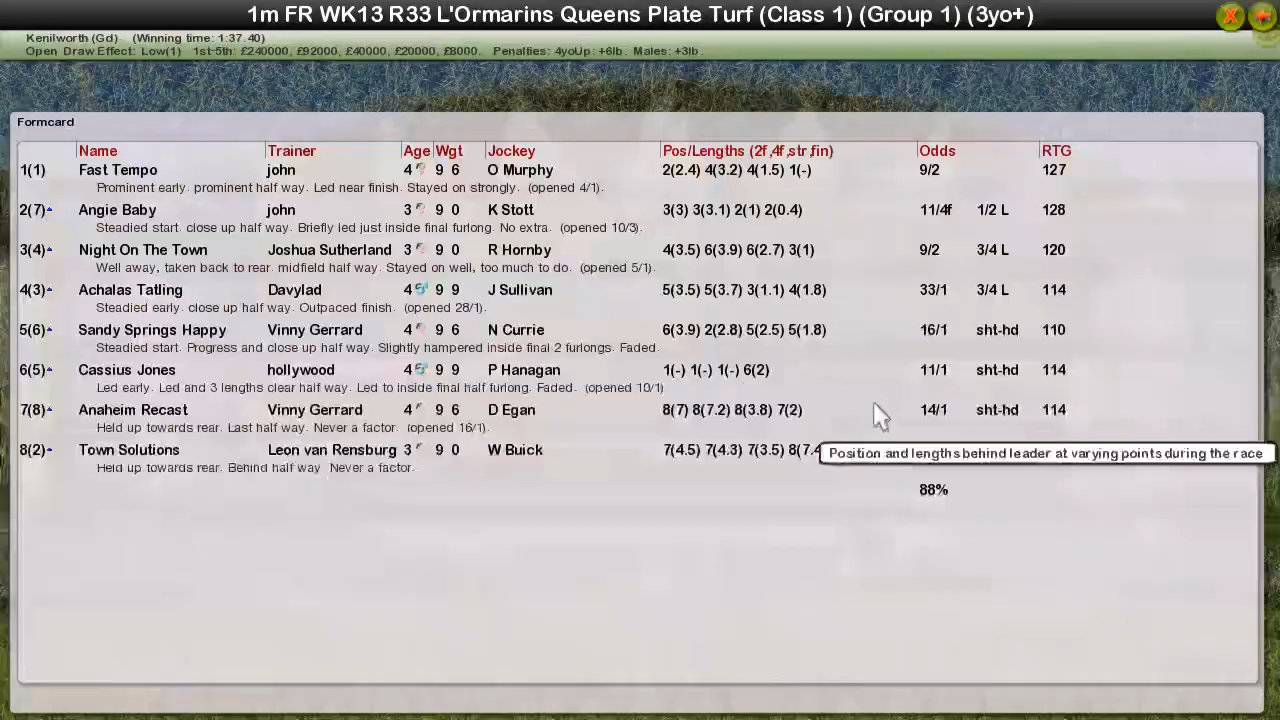 1m FR WK13 R33 L'Ormarins Queens Plate Turf (Class 1) (Group 1) (3yo+)
Kenilworth (Gd) (Winning time: 1:37.40)
Open Draw Effect: Low(1) 1st-5th: £240000, £92000, £40000, £20000, £8000. Penalties: 4yoUp: +6lb. Males: +3lb.
Formcard
Name Trainer Age Wgt Jockey Pos/Lengths (2f,4f,str,fin) Odds RTG
1(1) Fast Tempo john 4 9 6 O Murphy 2(2.4) 4(3.2) 4(1.5) 1(-) 9/2 127
Prominent early. prominent half way. Led near finish. Stayed on strongly. (opened 4/1).
2(7) Angie Baby john 3 9 0 K Stott 3(3) 3(3.1) 2(1) 2(0.4) 11/4f 1/2 L 128
Steadied start. close up half way. Briefly led just inside final furlong. No extra. (opened 10/3).
3(4) Night On The Town Joshua Sutherland 3 9 0 R Hornby 4(3.5) 6(3.9) 6(2.7) 3(1) 9/2 3/4 L 120
Well away, taken back to rear. midfield half way. Stayed on well, too much to do. (opened 5/1).
4(3) Achalas Tatling Davylad 4 9 9 J Sullivan 5(3.5) 5(3.7) 3(1.1) 4(1.8) 33/1 3/4 L 114
Steadied early. close up half way. Outpaced finish. (opened 28/1).
5(6) Sandy Springs Happy Vinny Gerrard 4 9 6 N Currie 6(3.9) 2(2.8) 5(2.5) 5(1.8) 16/1 sht-hd 110
Steadied start. Progress and close up half way. Slightly hampered inside final 2 furlongs. Faded.
6(5) Cassius Jones hollywood 4 9 9 P Hanagan 1(-) 1(-) 1(-) 6(2) 11/1 sht-hd 114
Led early. Led and 3 lengths clear half way. Led to inside final half furlong. Faded. (opened 10/1)
7(8) Anaheim Recast Vinny Gerrard 4 9 6 D Egan 8(7) 8(7.2) 8(3.8) 7(2) 14/1 sht-hd 114
Held up towards rear. Last half way. Never a factor. (opened 16/1).
8(2) Town Solutions Leon van Rensburg 3 9 0 W Buick 7(4.5) 7(4.3) 7(3.5) 8(7.4
Position and lengths behind leader at varying points during the race
Held up towards rear. Behind half way. Never a factor.
88%